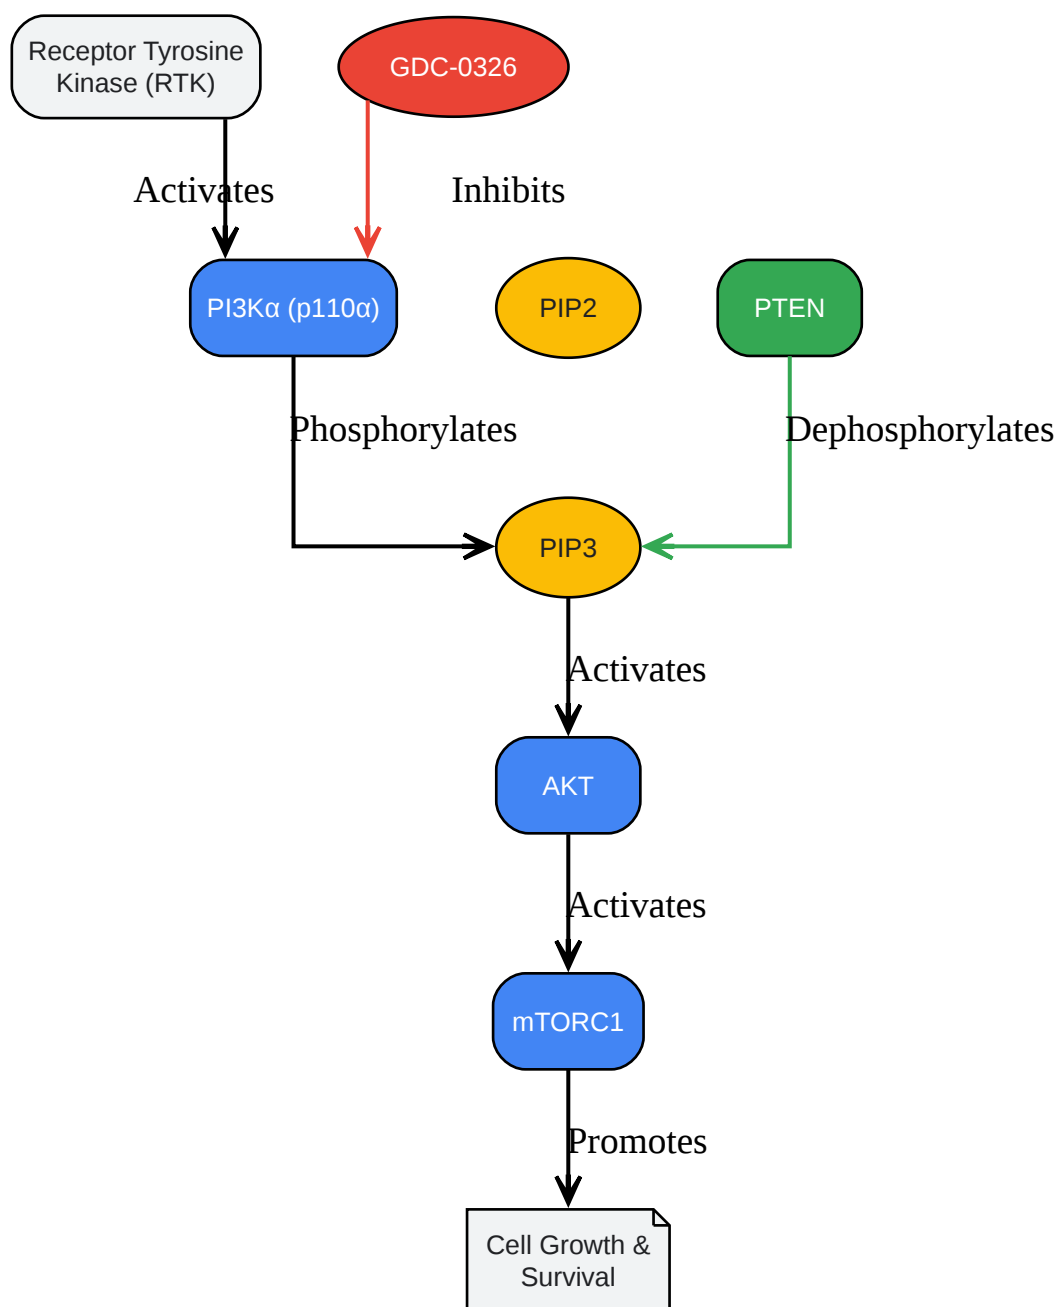 Receptor Tyrosine
Kinase (RTK)
GDC-0326
Activates
Inhibits
PI3Kα (p110α)
PIP2
PTEN
Phosphorylates
Dephosphorylates
PIP3
Activates
AKT
Activates
mTORC1
Promotes
Cell Growth &
Survival